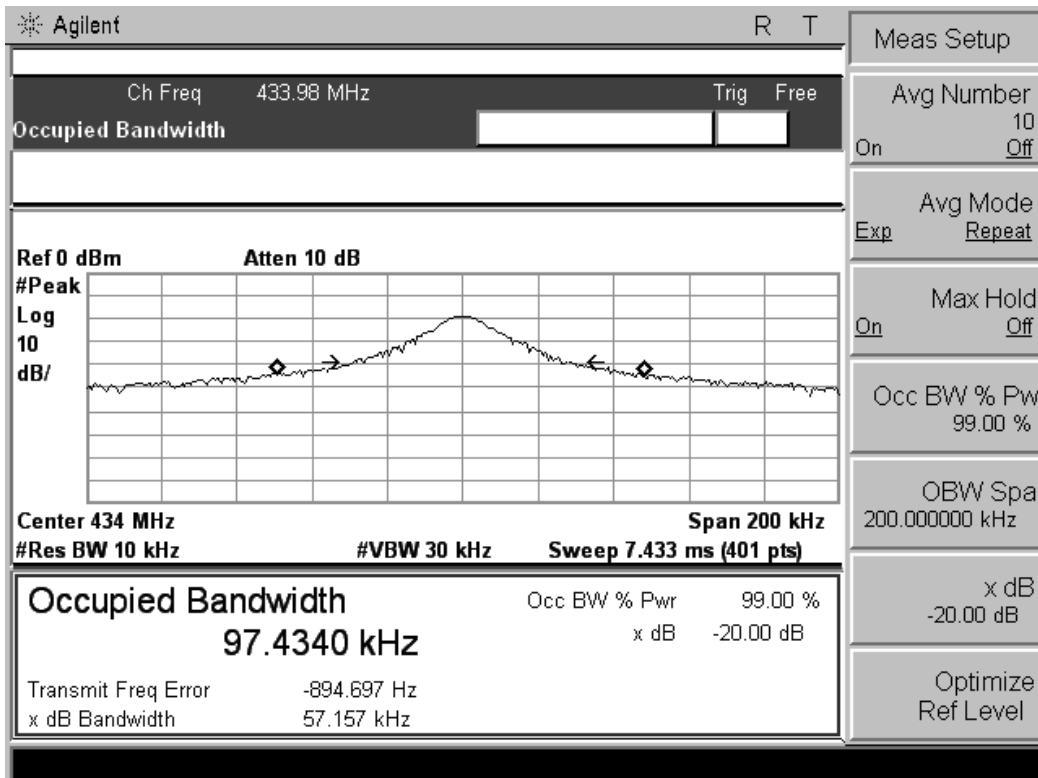 Agilent R T
Ch Freq 433.98 MHz Trig Free
Occupied Bandwidth
Ref 0 dBm Atten 10 dB
#Peak
Log
10
dB/
Center 434 MHz Span 200 kHz
#Res BW 10 kHz #VBW 30 kHz Sweep 7.433 ms (401 pts)
Occupied Bandwidth Occ BW % Pwr 99.00 %
97.4340 kHz x dB -20.00 dB
Transmit Freq Error -894.697 Hz
x dB Bandwidth 57.157 kHz
Meas Setup
Avg Number
10
On Off
Avg Mode
Exp Repeat
Max Hold
On Off
Occ BW % Pw
99.00 %
OBW Spa
200.000000 kHz
x dB
-20.00 dB
Optimize
Ref Level